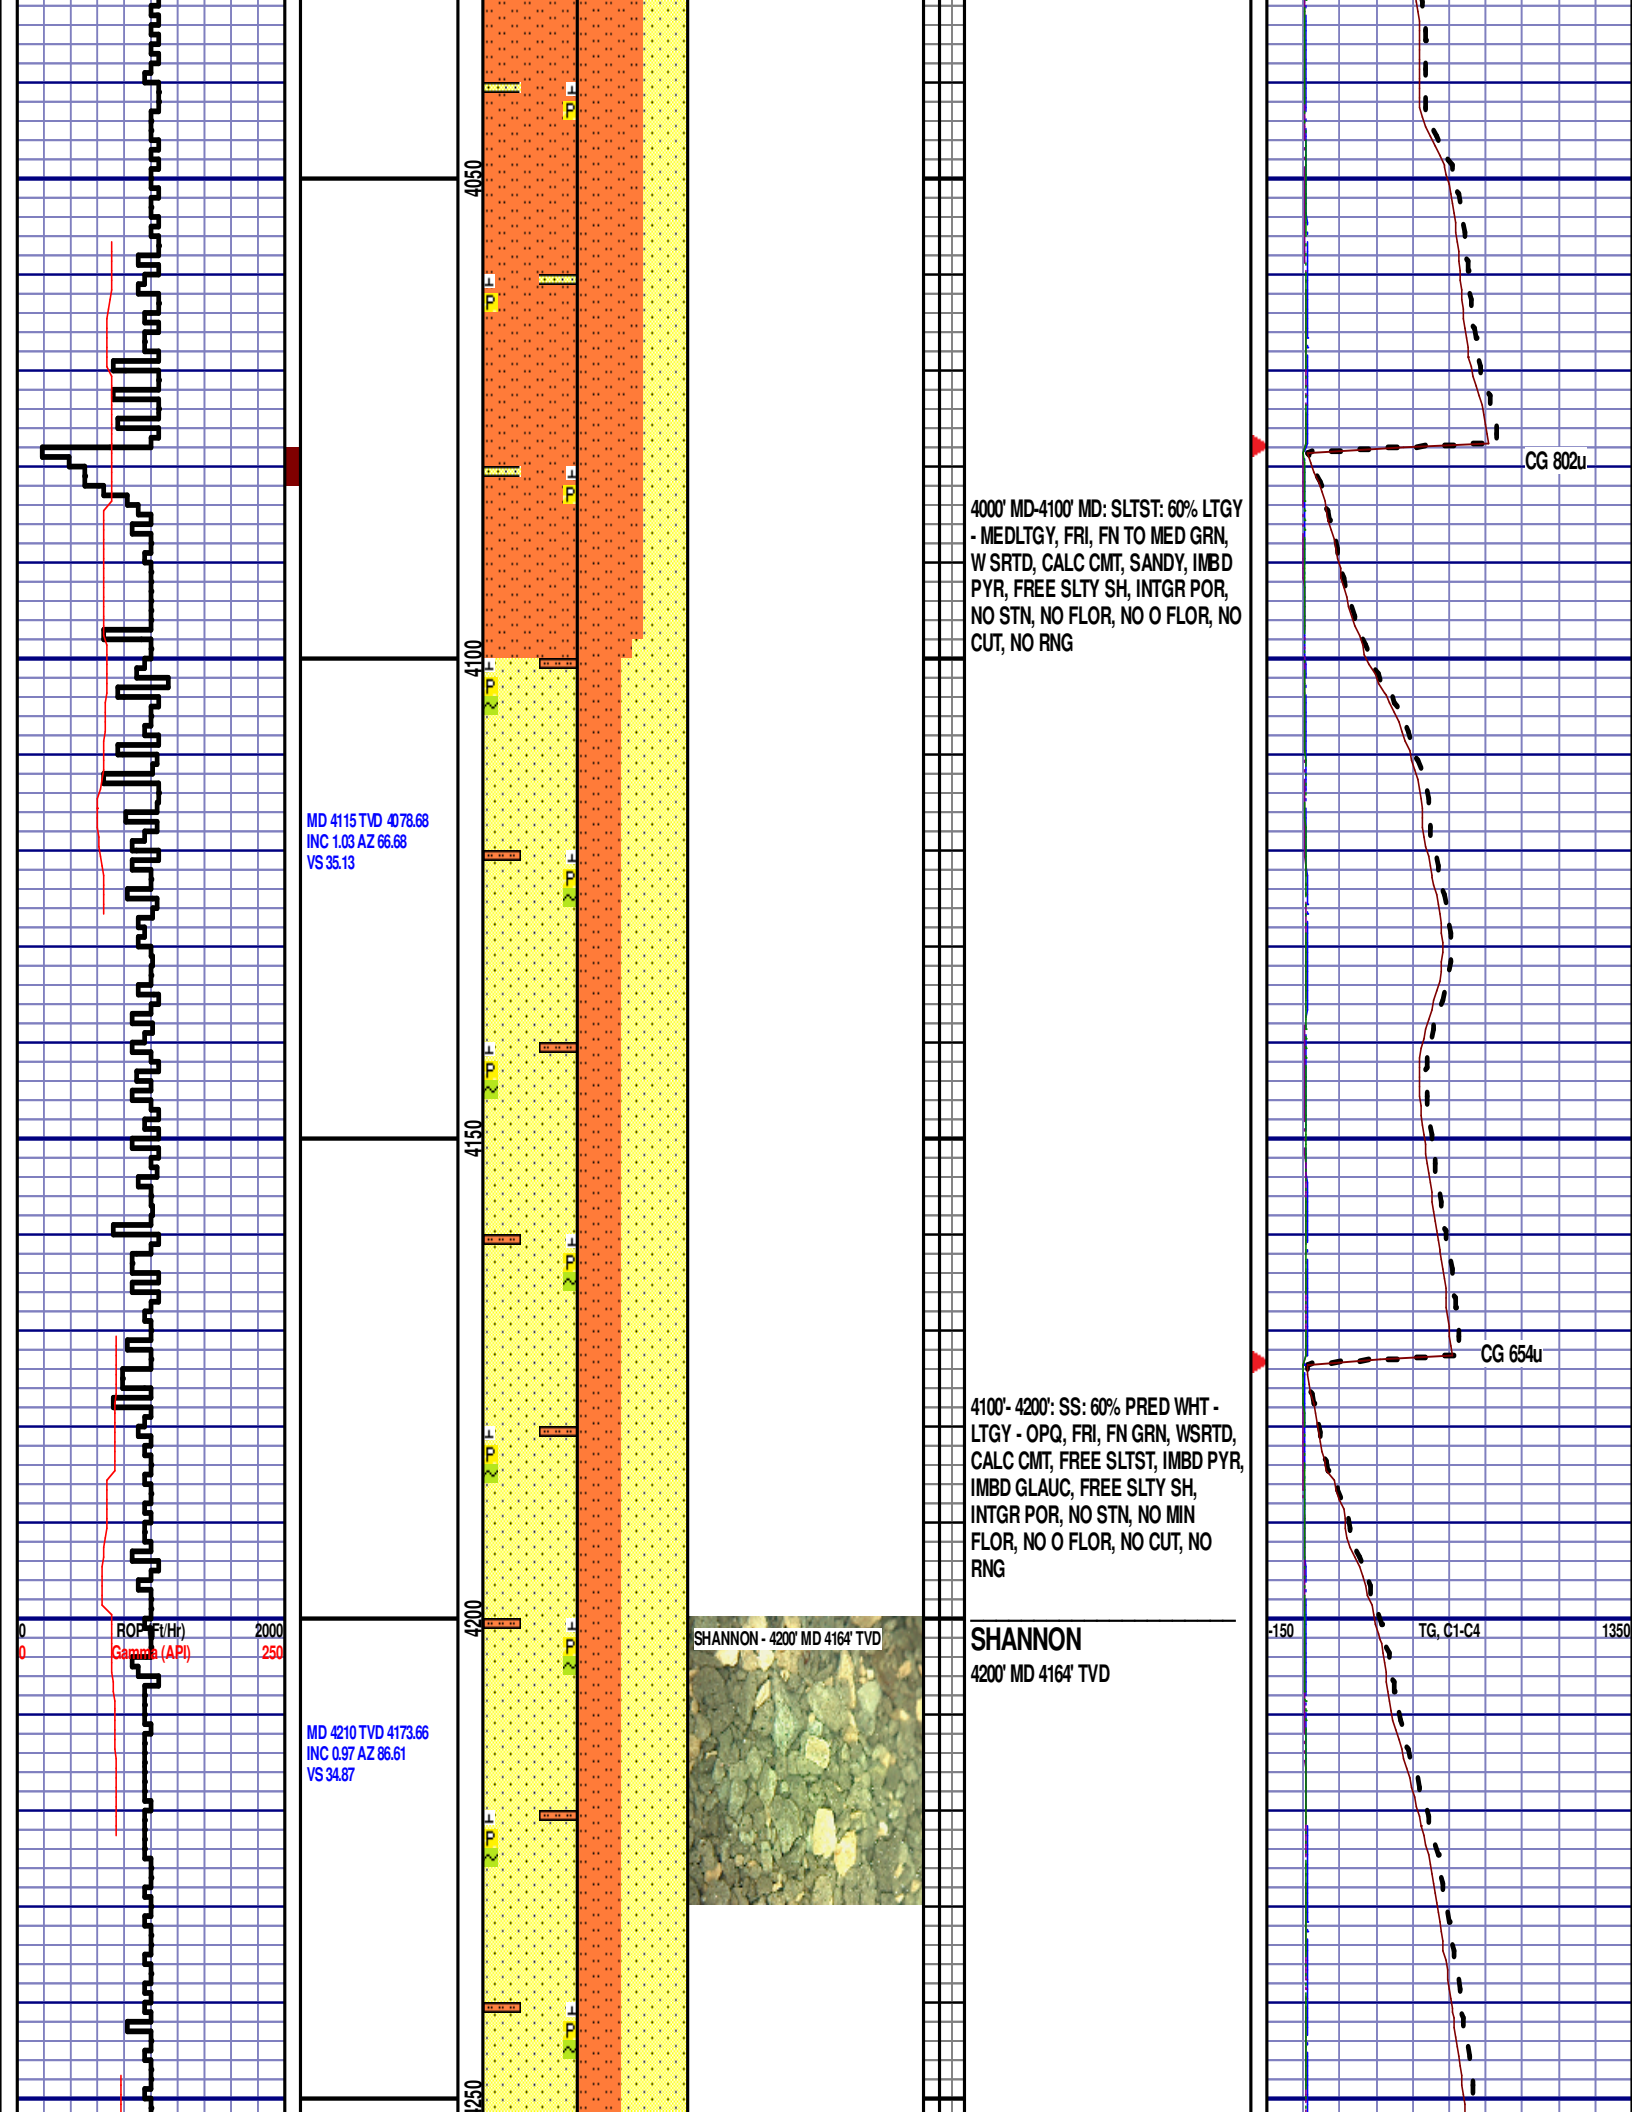 4050
CG 802u
4000' MD-4100' MD: SLTST: 60% LTGY
- MEDLTGY, FRI, FN TO MED GRN,
W SRTD, CALC CMT, SANDY, IMBD
PYR, FREE SLTY SH, INTGR POR,
NO STN, NO FLOR, NO O FLOR, NO
CUT, NO RNG
4100
MD 4115 TVD 4078.68
INC 1.03 AZ 66.68
VS 35.13
4150
CG 654u
4100'- 4200': SS: 60% PRED WHT -
LTGY - OPQ, FRI, FN GRN, WSRTD,
CALC CMT, FREE SLTST, IMBD PYR,
IMBD GLAUC, FREE SLTY SH,
INTGR POR, NO STN, NO MIN
FLOR, NO O FLOR, NO CUT, NO
RNG
4200
0 ROP (Ft/Hr) 2000
0 Gamma (API) 250
SHANNON - 4200' MD 4164' TVD
SHANNON
4200' MD 4164' TVD
-150 TG, C1-C4 1350
MD 4210 TVD 4173.66
INC 0.97 AZ 86.61
VS 34.87
4250
P
P
P
P
P
P
P
P
P
P
P